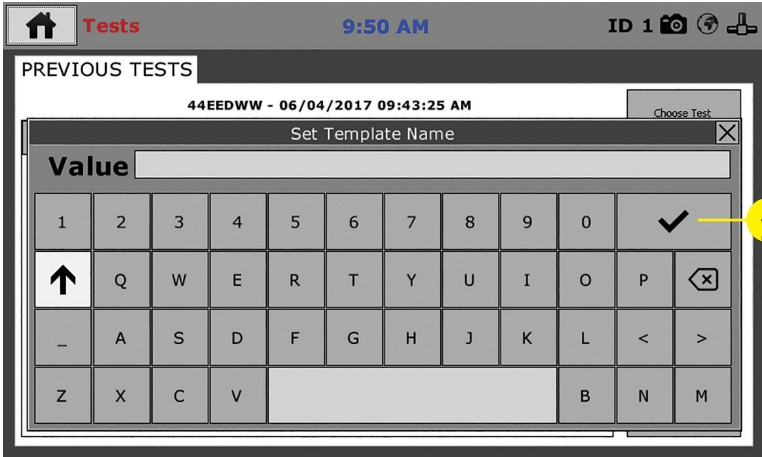 Tests 9:50 AM ID 1
PREVIOUS TESTS
44EEDWW - 06/04/2017 09:43:25 AM
Choose Test
Set Template Name
Value
1 2 3 4 5 6 7 8 9 0
Q W E R T Y U I O P
_ A S D F G H J K L < >
Z X C V B N M